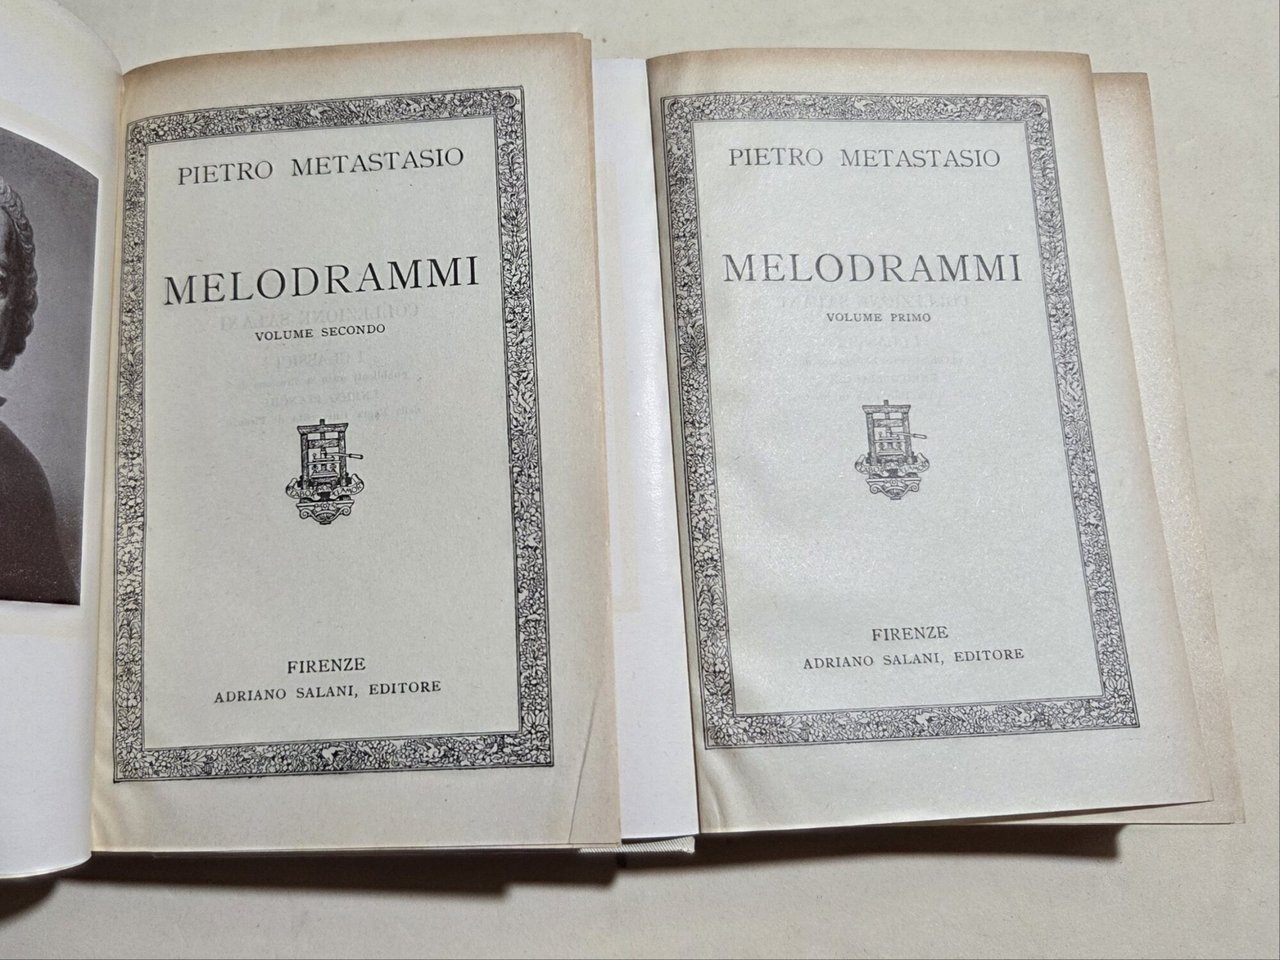 PIETRO METASTASIO
MELODRAMMI
VOLUME SECONDO
FIRENZE
ADRIANO SALANI, EDITORE
PIETRO METASTASIO
MELODRAMMI
VOLUME PRIMO
FIRENZE
ADRIANO SALANI, EDITORE